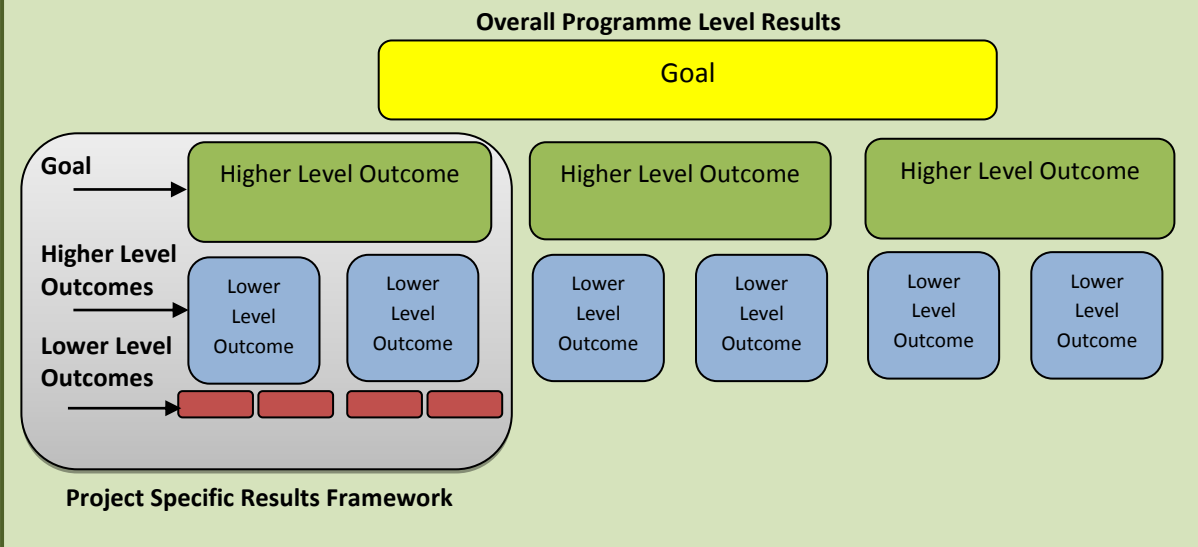 Overall Programme Level Results
Goal
Goal
Higher Level Outcome
Higher Level Outcome
Higher Level Outcome
Higher Level
Outcomes
Lower
Level
Outcome
Lower
Level
Outcome
Lower
Level
Outcome
Lower
Level
Outcome
Lower
Level
Outcome
Lower
Level
Outcome
Lower Level
Outcomes
Project Specific Results Framework